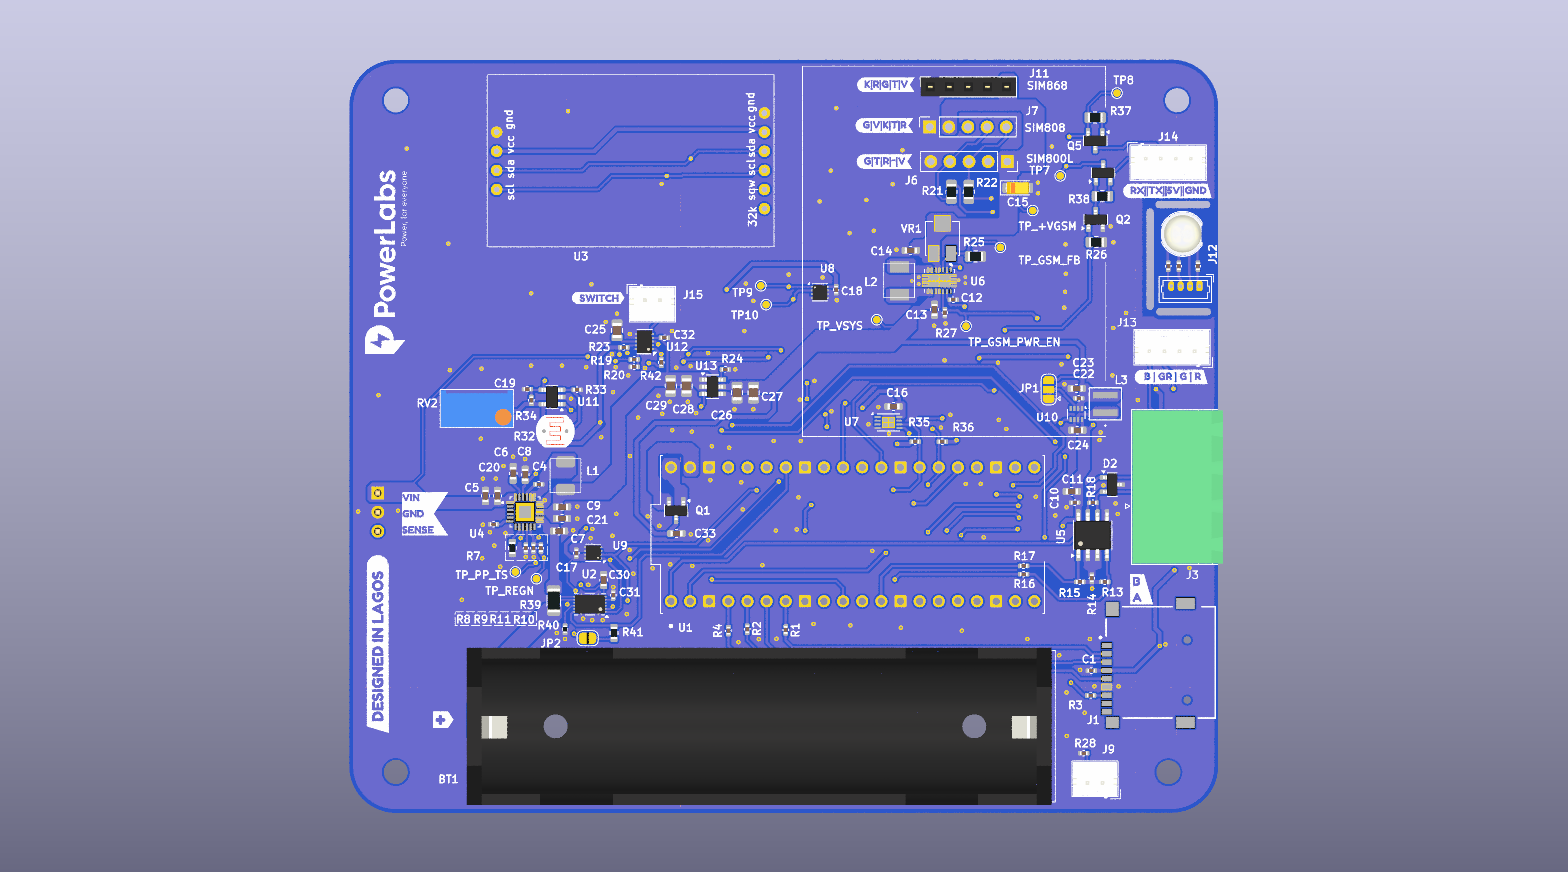 J11
K|R|G|T|V
SIM868
TP8
J7
R37
G|V|K|T|R
SIM808
Q5
J14
G|T|R|-|V
SIM800L
TP7
J6
R21
R22
C15
RX||TX||5V||GND
R38
TP_+VGSM
Q2
VR1
R25
C14
TP_GSM_FB
R26
J12
U6
L2
C12
C13
R27
TP_GSM_PWR_EN
TP_VSYS
gnd
vcc
sda
scl
gnd
vcc
sda
scl
sqw
32k
U3
PowerLabs
Power, for everyone
U8
C18
TP9
TP10
SWITCH
J15
J13
B | GR | G | R
C25
C32
R23
U12
R19
R20
R42
U13
R24
C29
C28
C26
C27
C23
C22
L3
JP1
U10
C24
C16
U7
R35
R36
C19
R33
RV2
R34
U11
R32
C6
C8
C20
C4
L1
C5
C9
C21
U4
VIN
GND
SENSE
R7
C7
U9
C17
TP_PP_TS
TP_REGN
U2
C30
C31
R39
R8 R9 R11 R10
R40
R41
JP2
Q1
C33
D2
C11
R18
C10
U5
R17
R16
R15
R14
R13
J3
B
A
U1
R4
R2
R1
DESIGNED IN LAGOS
C1
R3
J1
BT1
R28
J9